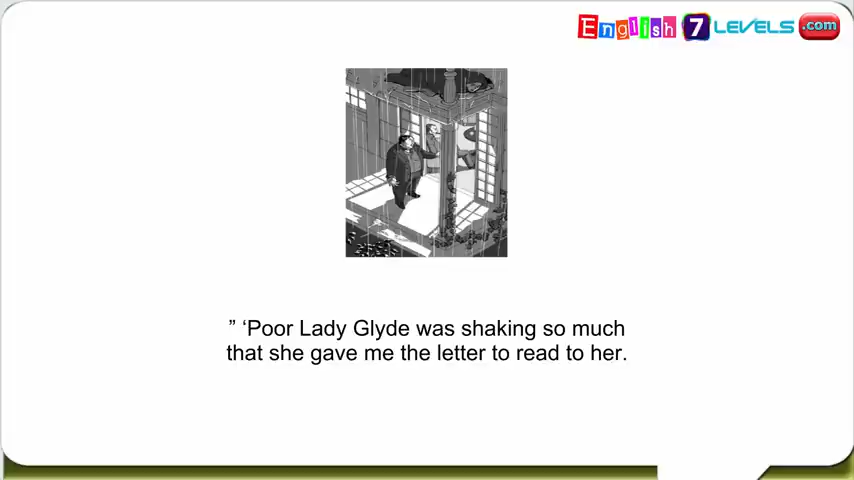 English 7 LEVELS .com
” ‘Poor Lady Glyde was shaking so much
that she gave me the letter to read to her.